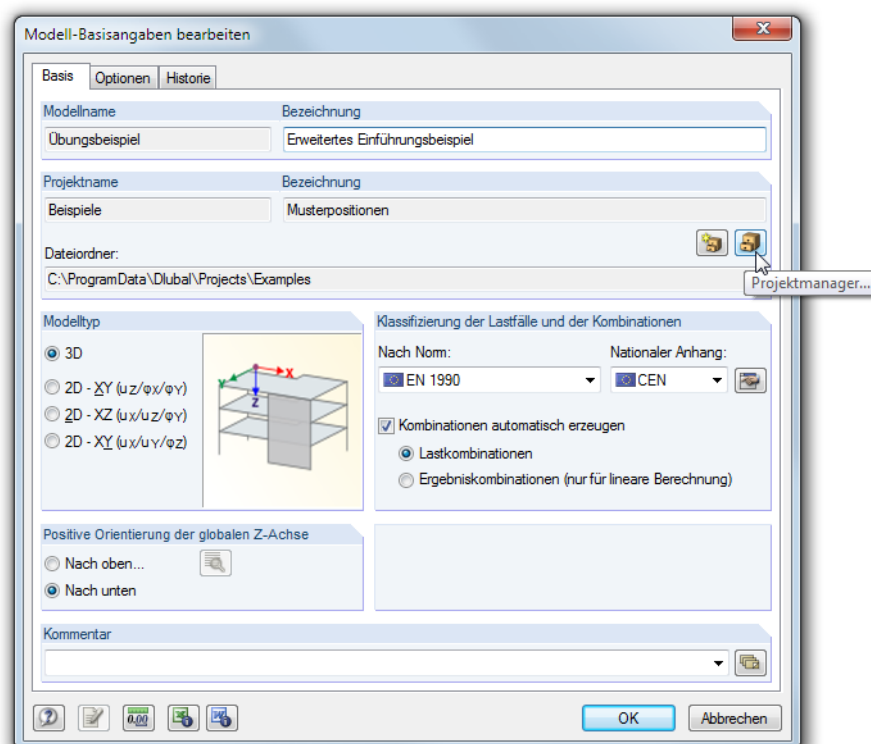 Modell-Basisangaben bearbeiten
Basis Optionen Historie
Modellname Bezeichnung
Übungsbeispiel Erweitertes Einführungsbeispiel
Projektname Bezeichnung
Beispiele Musterpositionen
Dateiordner:
C:\ProgramData\Dlubal\Projects\Examples
Projektmanager...
Modelltyp
3D
2D - XY (uz/φx/φY)
2D - XZ (ux/uz/φY)
2D - XY (ux/uY/φz)
X
Y
Z
Klassifizierung der Lastfälle und der Kombinationen
Nach Norm: Nationaler Anhang:
EN 1990 CEN
Kombinationen automatisch erzeugen
Lastkombinationen
Ergebniskombinationen (nur für lineare Berechnung)
Positive Orientierung der globalen Z-Achse
Nach oben...
Nach unten
Kommentar
0.00
OK Abbrechen